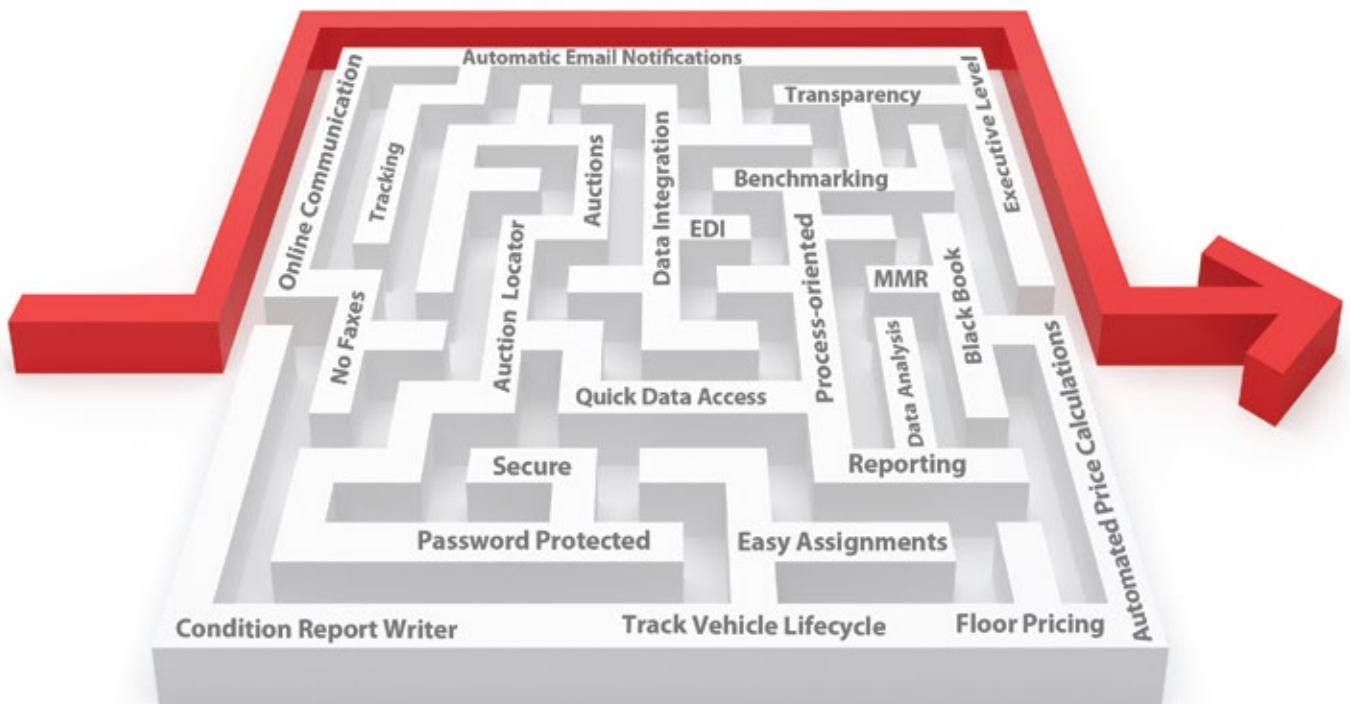 Automatic Email Notifications
Online Communication
Transparency
Executive Level
Tracking
Auctions
Data Integration
Benchmarking
EDI
Auction Locator
Process-oriented
MMR
Black Book
No Faxes
Data Analysis
Quick Data Access
Automated Price Calculations
Secure
Reporting
Password Protected
Easy Assignments
Condition Report Writer
Track Vehicle Lifecycle
Floor Pricing